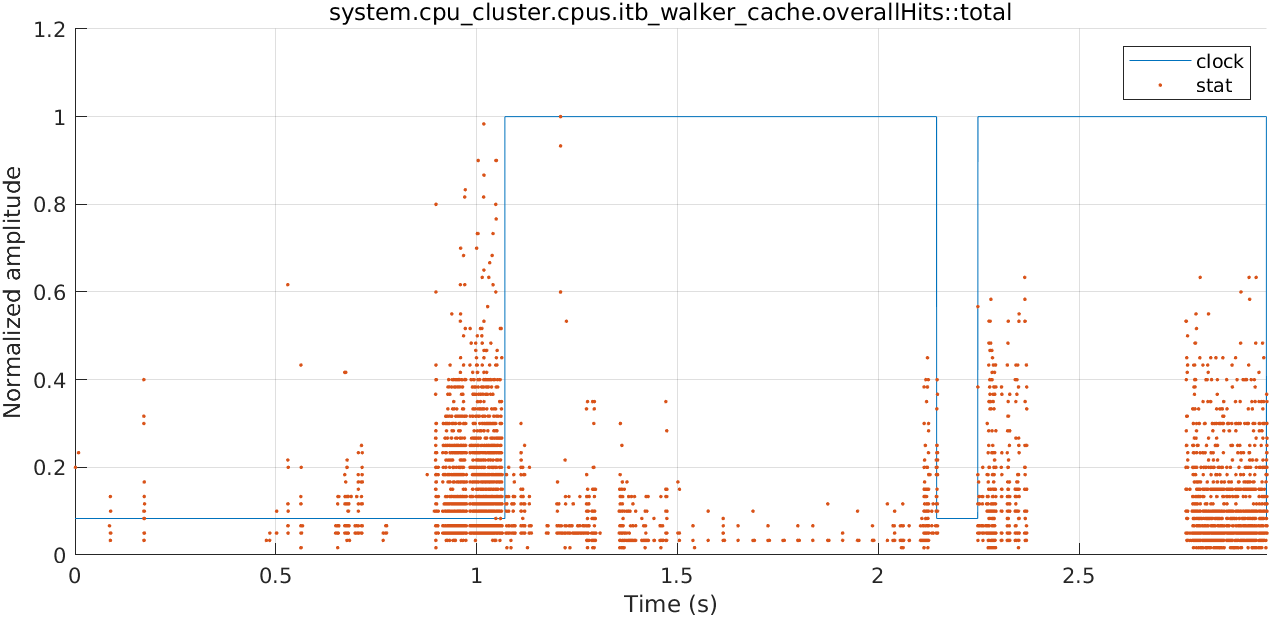 system.cpu_cluster.cpus.itb_walker_cache.overallHits::total
1.2
1
0.8
0.6
0.4
0.2
0
Normalized amplitude
clock
stat
0
0.5
1
1.5
2
2.5
Time (s)